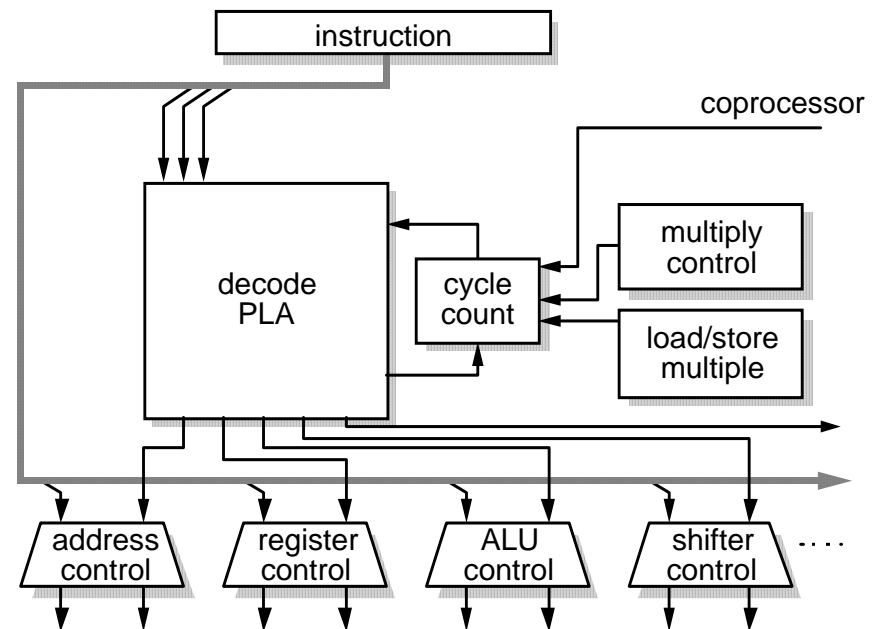 instruction
coprocessor
multiply
control
decode
PLA
cycle
count
load/store
multiple
address
control
register
control
ALU
control
shifter
control